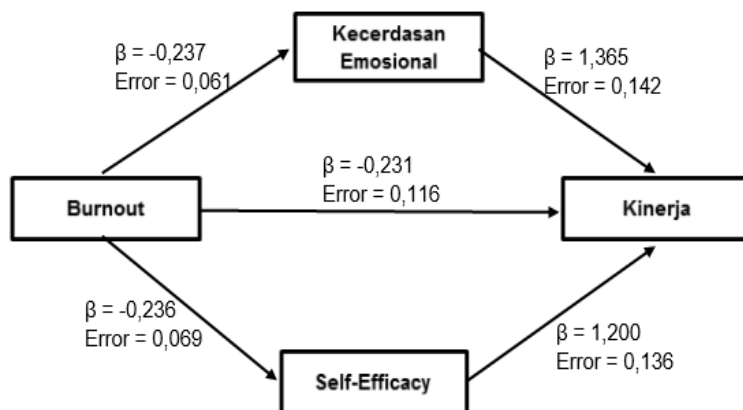 Kecerdasan
Emosional
β = -0,237
Error = 0,061
β = 1,365
Error = 0,142
β = -0,231
Error = 0,116
Burnout
Kinerja
β = -0,236
Error = 0,069
β = 1,200
Error = 0,136
Self-Efficacy